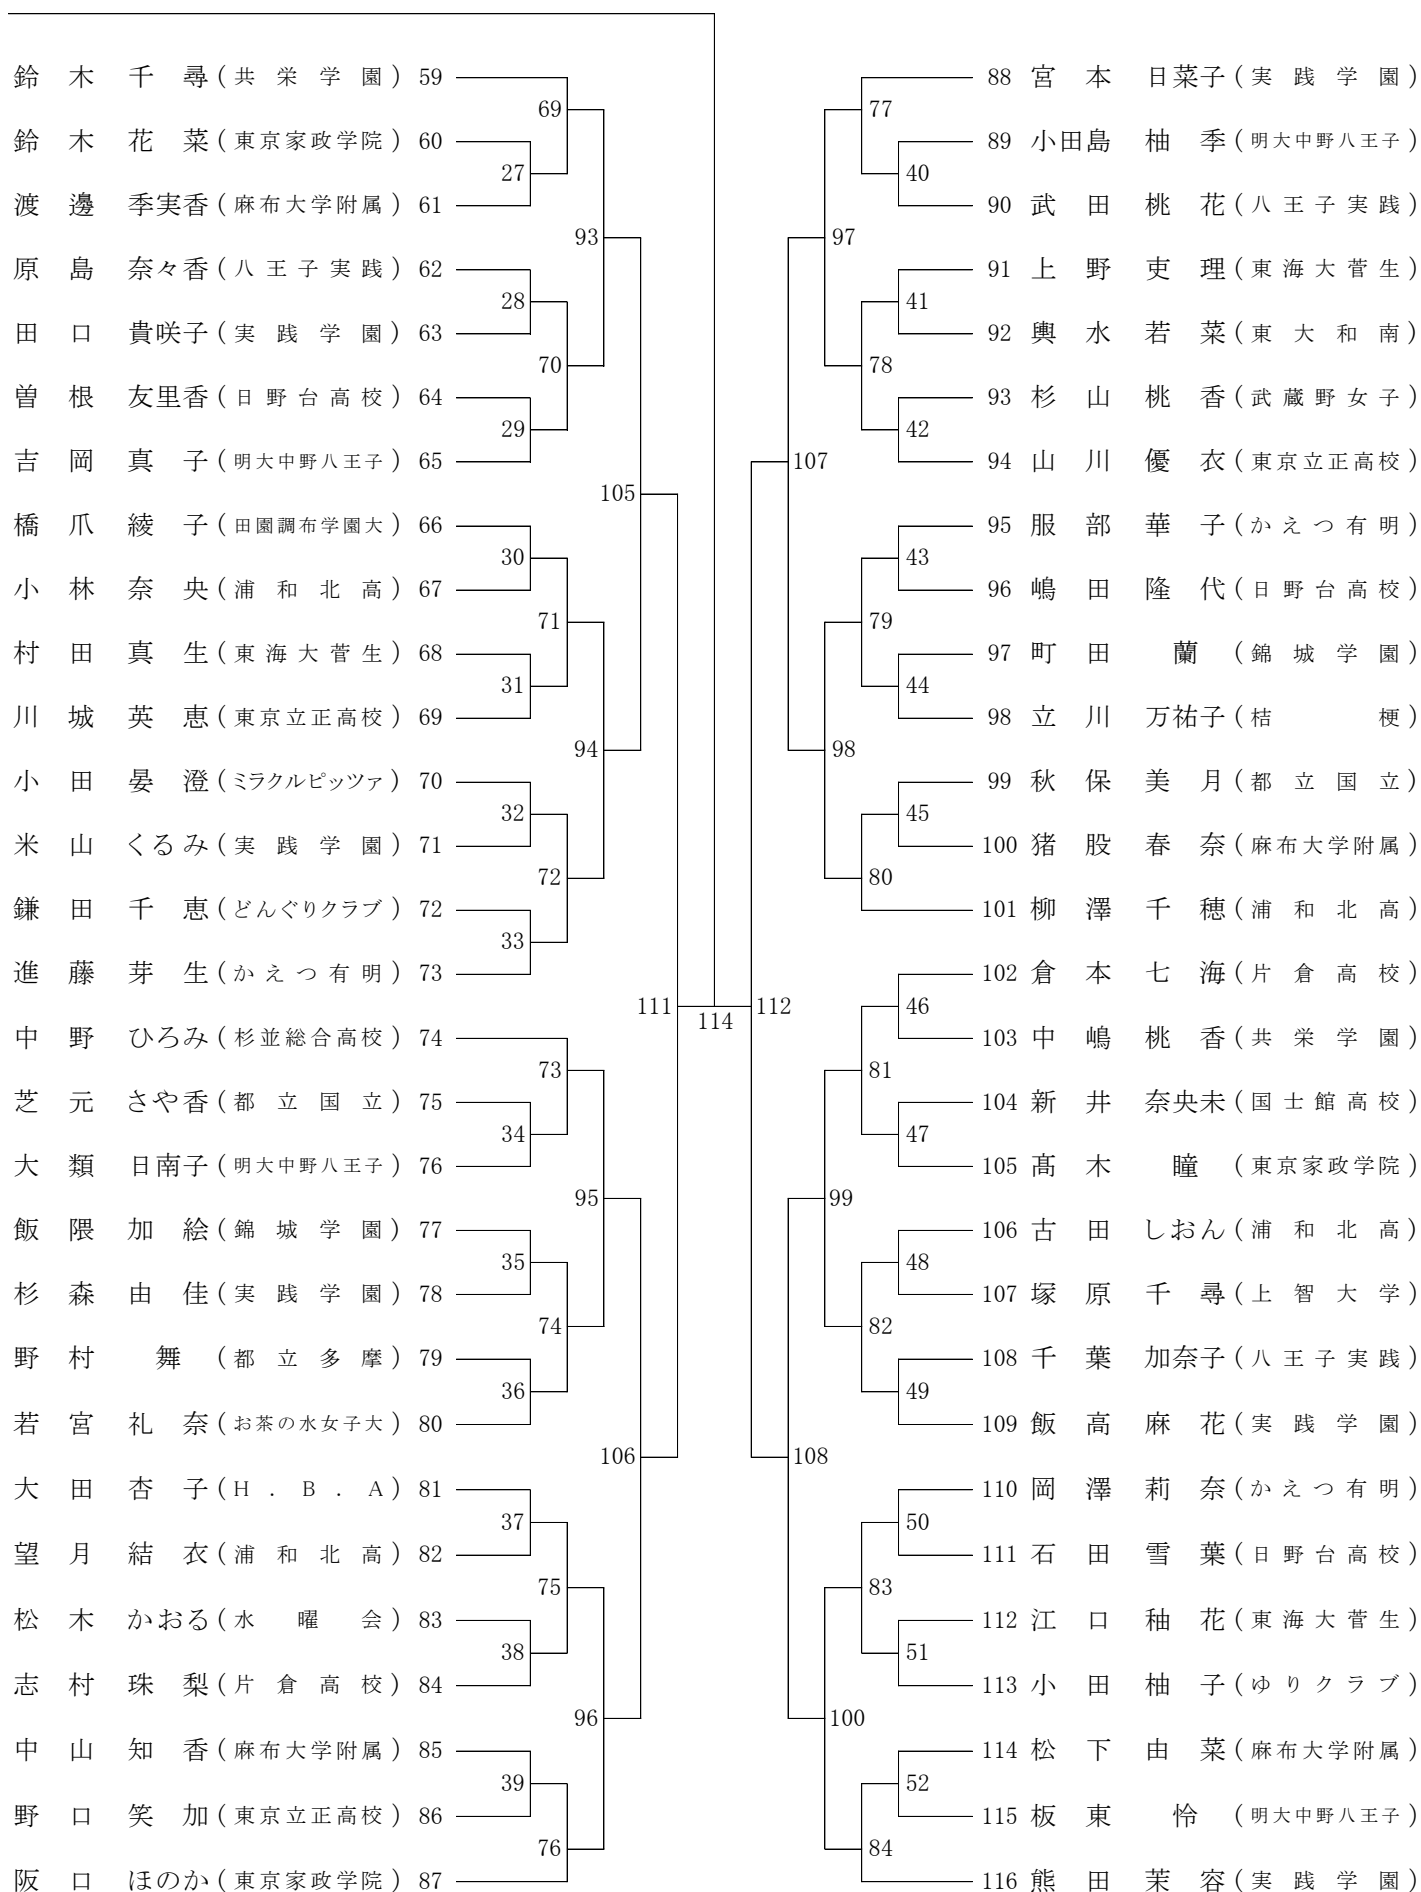 鈴木 千尋 (共栄学園) 59
鈴木 花菜 (東京家政学院) 60
渡邊 季実香 (麻布大学附属) 61
原島 奈々香 (八王子実践) 62
田口 貴咲子 (実践学園) 63
曽根 友里香 (日野台高校) 64
吉岡 真子 (明大中野八王子) 65
橋爪 綾子 (田園調布学園大) 66
小林 奈央 (浦和北高) 67
村田 真生 (東海大菅生) 68
川城 英恵 (東京立正高校) 69
小田 晏澄 (ミラクルピッツァ) 70
米山 くるみ (実践学園) 71
鎌田 千恵 (どんぐりクラブ) 72
進藤 芽生 (かえつ有明) 73
中野 ひろみ (杉並総合高校) 74
芝元 さや香 (都立国立) 75
大類 日南子 (明大中野八王子) 76
飯隈 加絵 (錦城学園) 77
杉森 由佳 (実践学園) 78
野村 舞 (都立多摩) 79
若宮 礼奈 (お茶の水女子大) 80
大田 杏子 (H.B.A) 81
望月 結衣 (浦和北高) 82
松木 かおる (水曜会) 83
志村 珠梨 (片倉高校) 84
中山 知香 (麻布大学附属) 85
野口 笑加 (東京立正高校) 86
阪口 ほのか (東京家政学院) 87
27
28
29
30
31
32
33
34
35
36
37
38
39
69
70
71
72
73
74
75
76
93
94
95
96
105
106
111
114
112
107
108
97
98
99
100
77
78
79
80
81
82
83
84
40
41
42
43
44
45
46
47
48
49
50
51
52
88 宮本 日菜子 (実践学園)
89 小田島 柚季 (明大中野八王子)
90 武田 桃花 (八王子実践)
91 上野 吏理 (東海大菅生)
92 輿水 若菜 (東大和南)
93 杉山 桃香 (武蔵野女子)
94 山川 優衣 (東京立正高校)
95 服部 華子 (かえつ有明)
96 嶋田 隆代 (日野台高校)
97 町田 蘭 (錦城学園)
98 立川 万祐子 (桔梗)
99 秋保 美月 (都立国立)
100 猪股 春奈 (麻布大学附属)
101 柳澤 千穂 (浦和北高)
102 倉本 七海 (片倉高校)
103 中嶋 桃香 (共栄学園)
104 新井 奈央未 (国士館高校)
105 髙木 瞳 (東京家政学院)
106 古田 しおん (浦和北高)
107 塚原 千尋 (上智大学)
108 千葉 加奈子 (八王子実践)
109 飯高 麻花 (実践学園)
110 岡澤 莉奈 (かえつ有明)
111 石田 雪葉 (日野台高校)
112 江口 秞花 (東海大菅生)
113 小田 柚子 (ゆりクラブ)
114 松下 由菜 (麻布大学附属)
115 板東 怜 (明大中野八王子)
116 熊田 茉容 (実践学園)